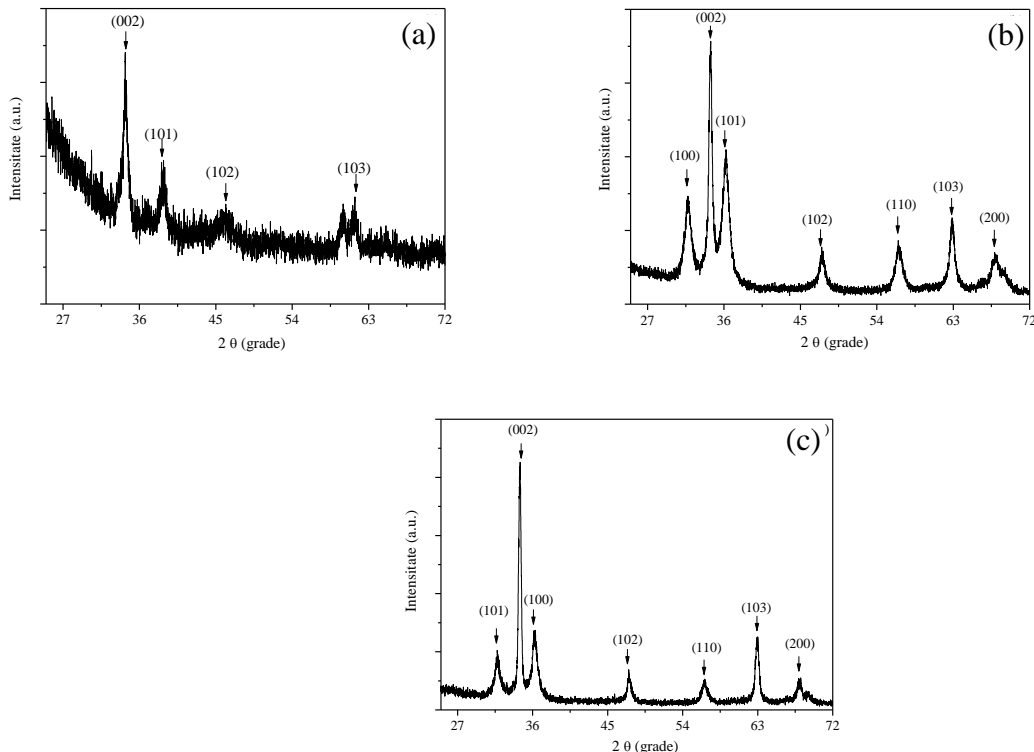 (a)
(002)
(101)
(102)
(103)
Intensitate (a.u.)
27 36 45 54 63 72
2 θ (grade)
(b)
(002)
(101)
(100)
(102)
(110)
(103)
(200)
Intensitate (a.u.)
27 36 45 54 63 72
2 θ (grade)
(c)
)
(002)
(101)
(100)
(102)
(110)
(103)
(200)
Intensitate (a.u.)
27 36 45 54 63 72
2 θ (grade)